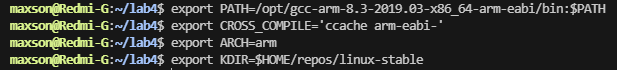 maxson@Redmi-G:~/lab4$ export PATH=/opt/gcc-arm-8.3-2019.03-x86_64-arm-eabi/bin:$PATH
maxson@Redmi-G:~/lab4$ export CROSS_COMPILE='ccache arm-eabi-'
maxson@Redmi-G:~/lab4$ export ARCH=arm
maxson@Redmi-G:~/lab4$ export KDIR=$HOME/repos/linux-stable